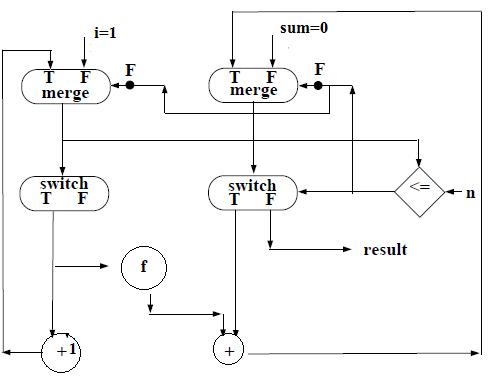 i=1
sum=0
T F
merge
F
T F
merge
F
switch
T F
switch
T F
<=
n
result
f
+1
+